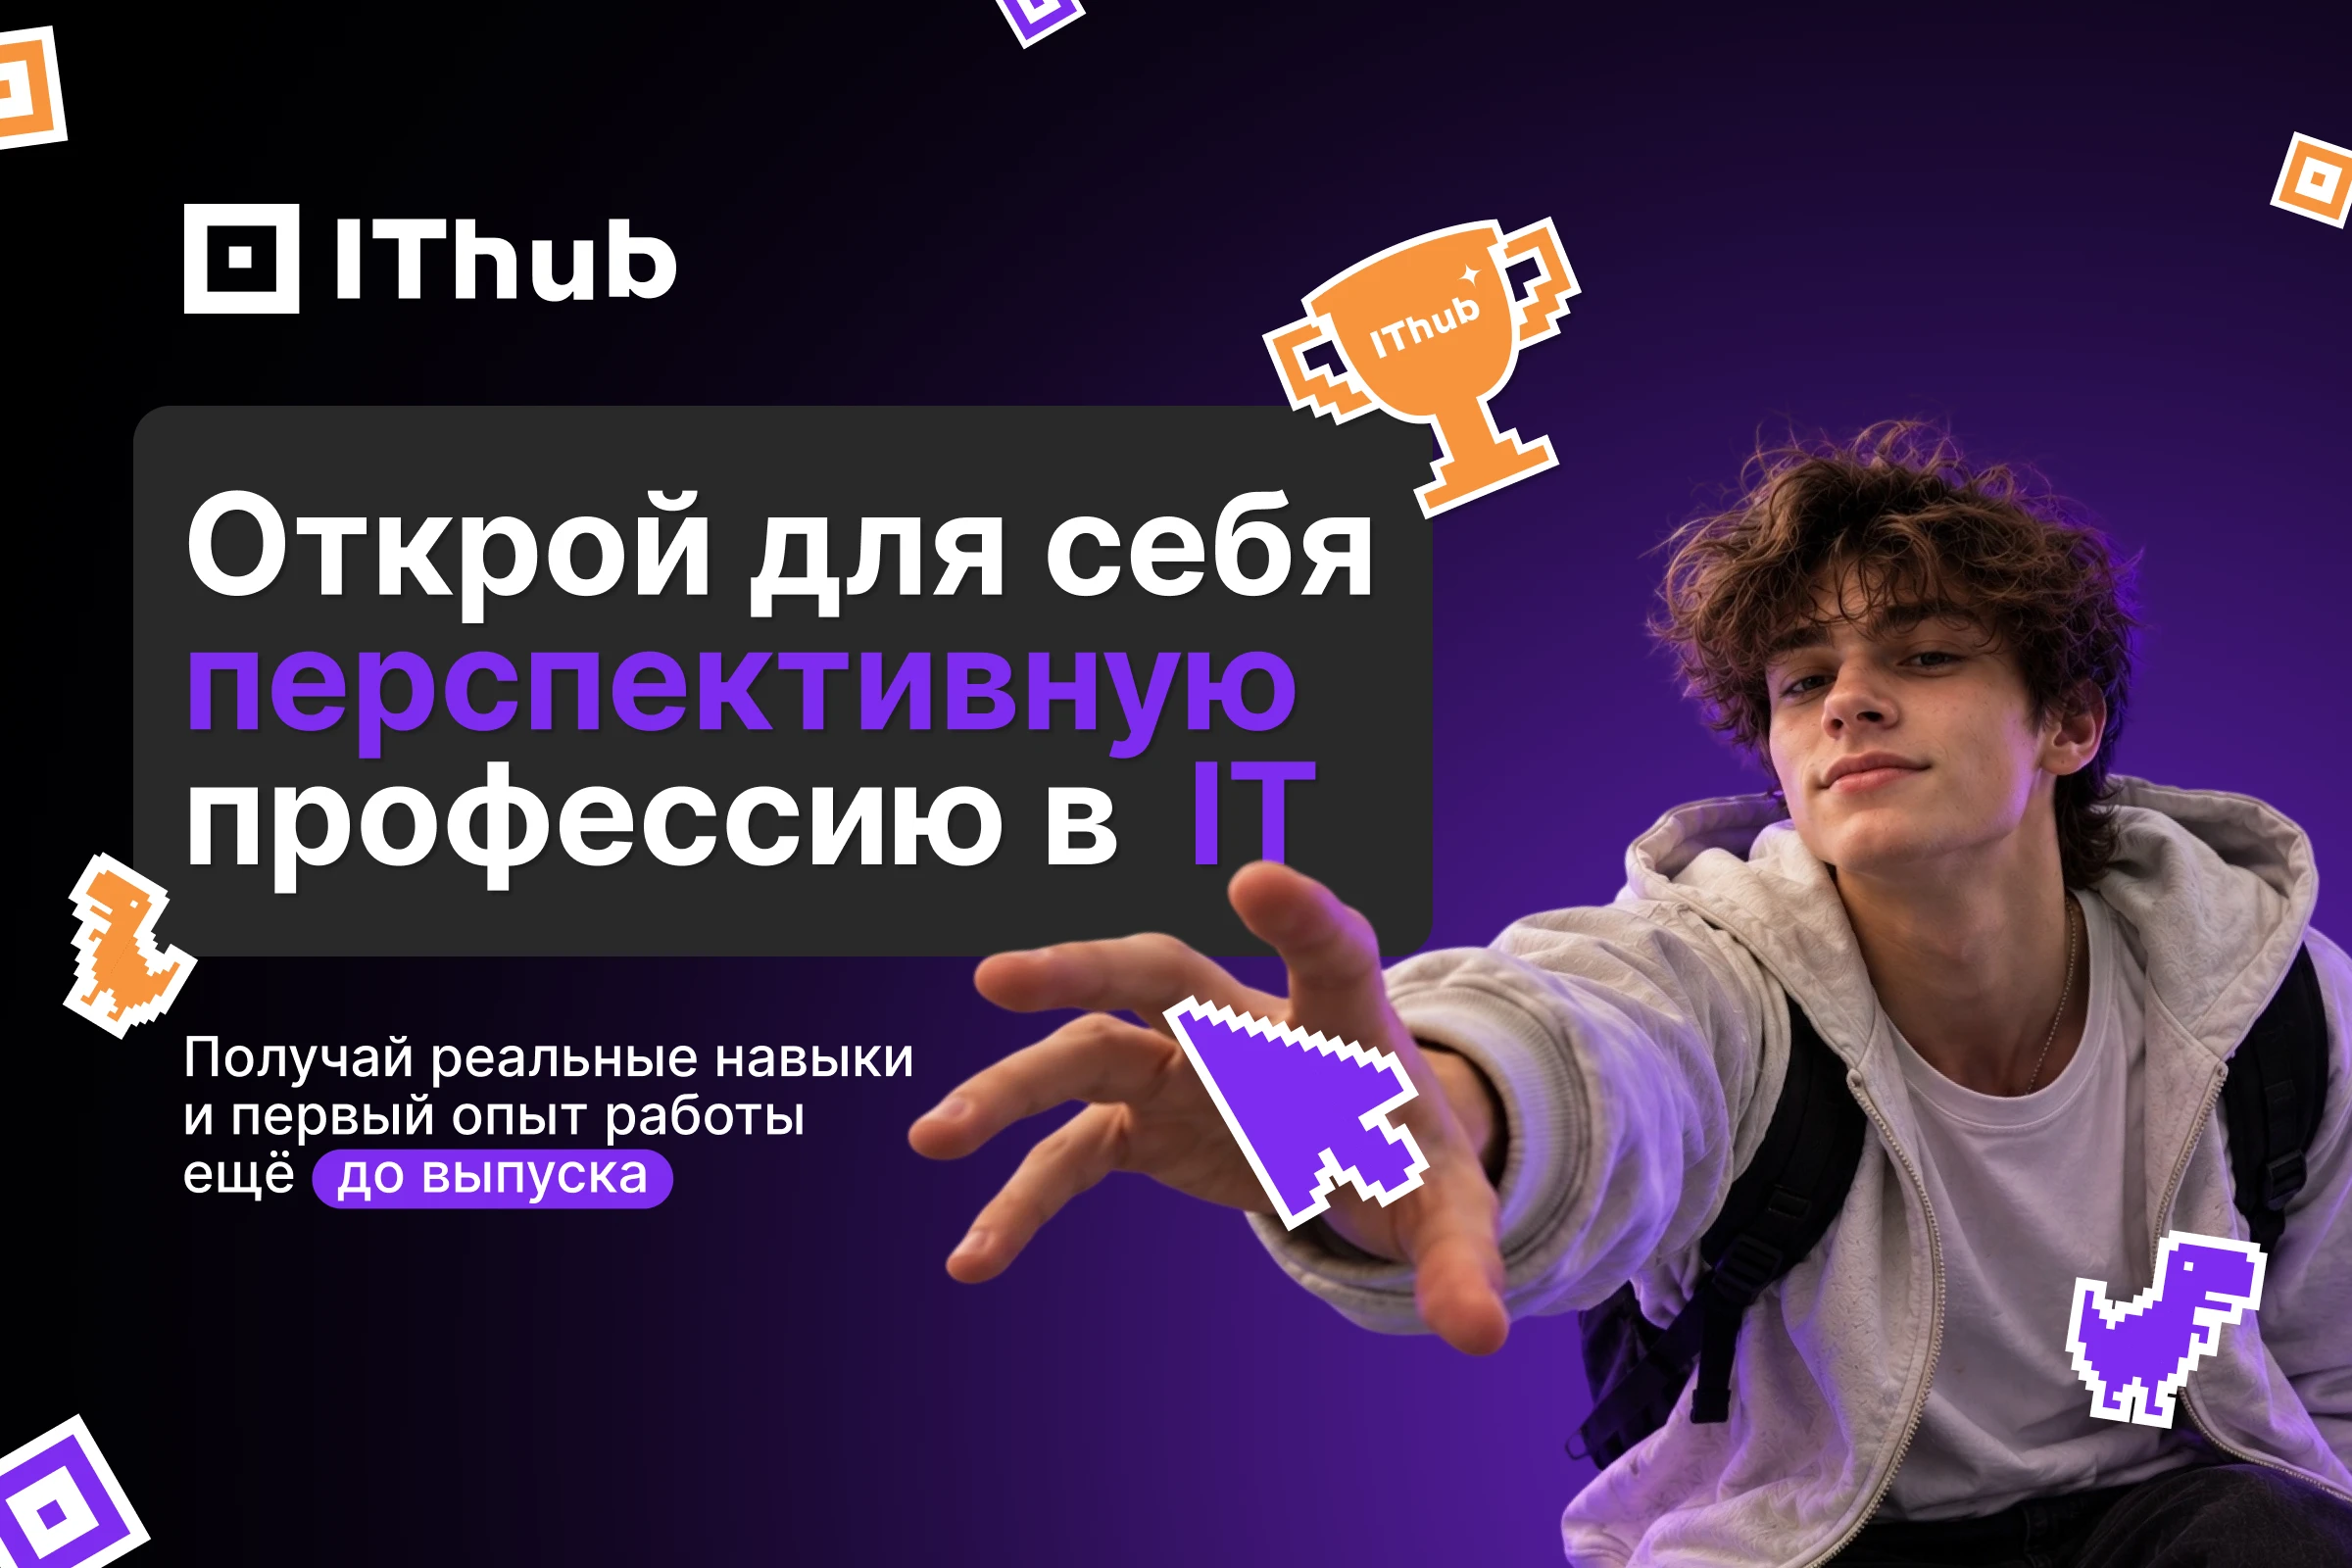 IThub
IThub
Открой для себя
перспективную
профессию в IT
Получай реальные навыки
и первый опыт работы
ещё до выпуска